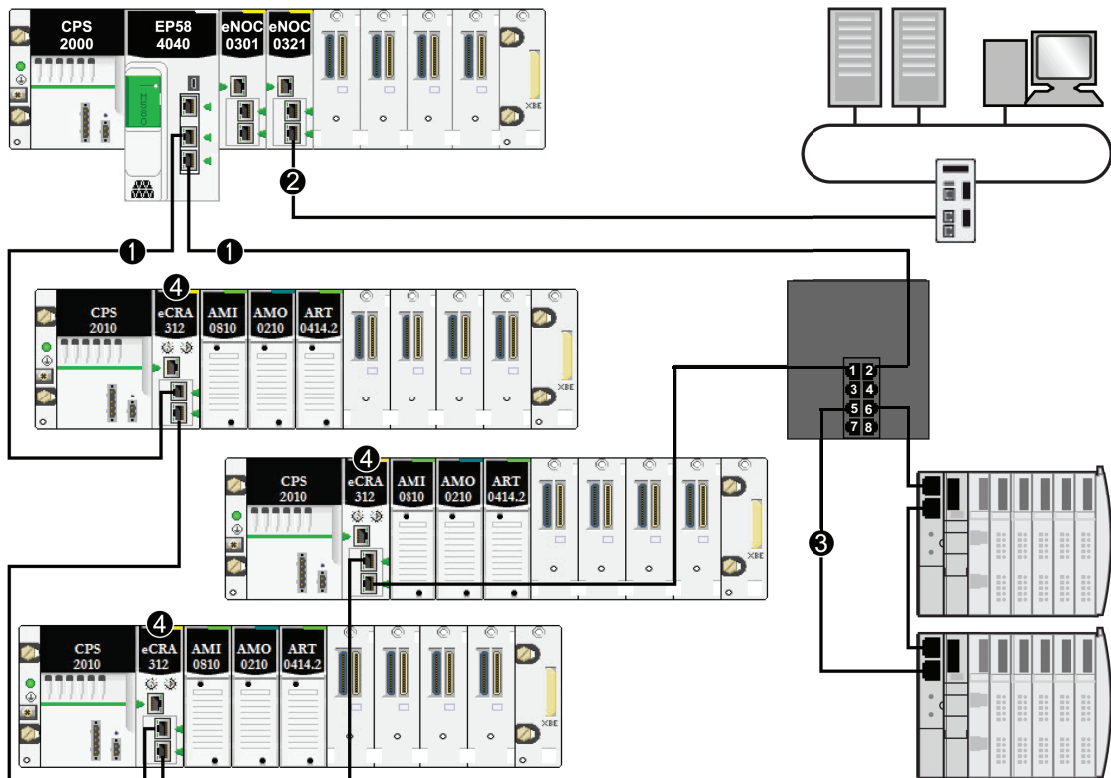 CPS 2000
EP58 4040
eNOC 0301
eNOC 0321
XBE
2
1
1
4
CPS 2010
eCRA 312
AMI 0810
AMO 0210
ART 0414.2
XBE
1 2
3 4
5 6
7 8
4
CPS 2010
eCRA 312
AMI 0810
AMO 0210
ART 0414.2
XBE
3
4
CPS 2010
eCRA 312
AMI 0810
AMO 0210
ART 0414.2
XBE